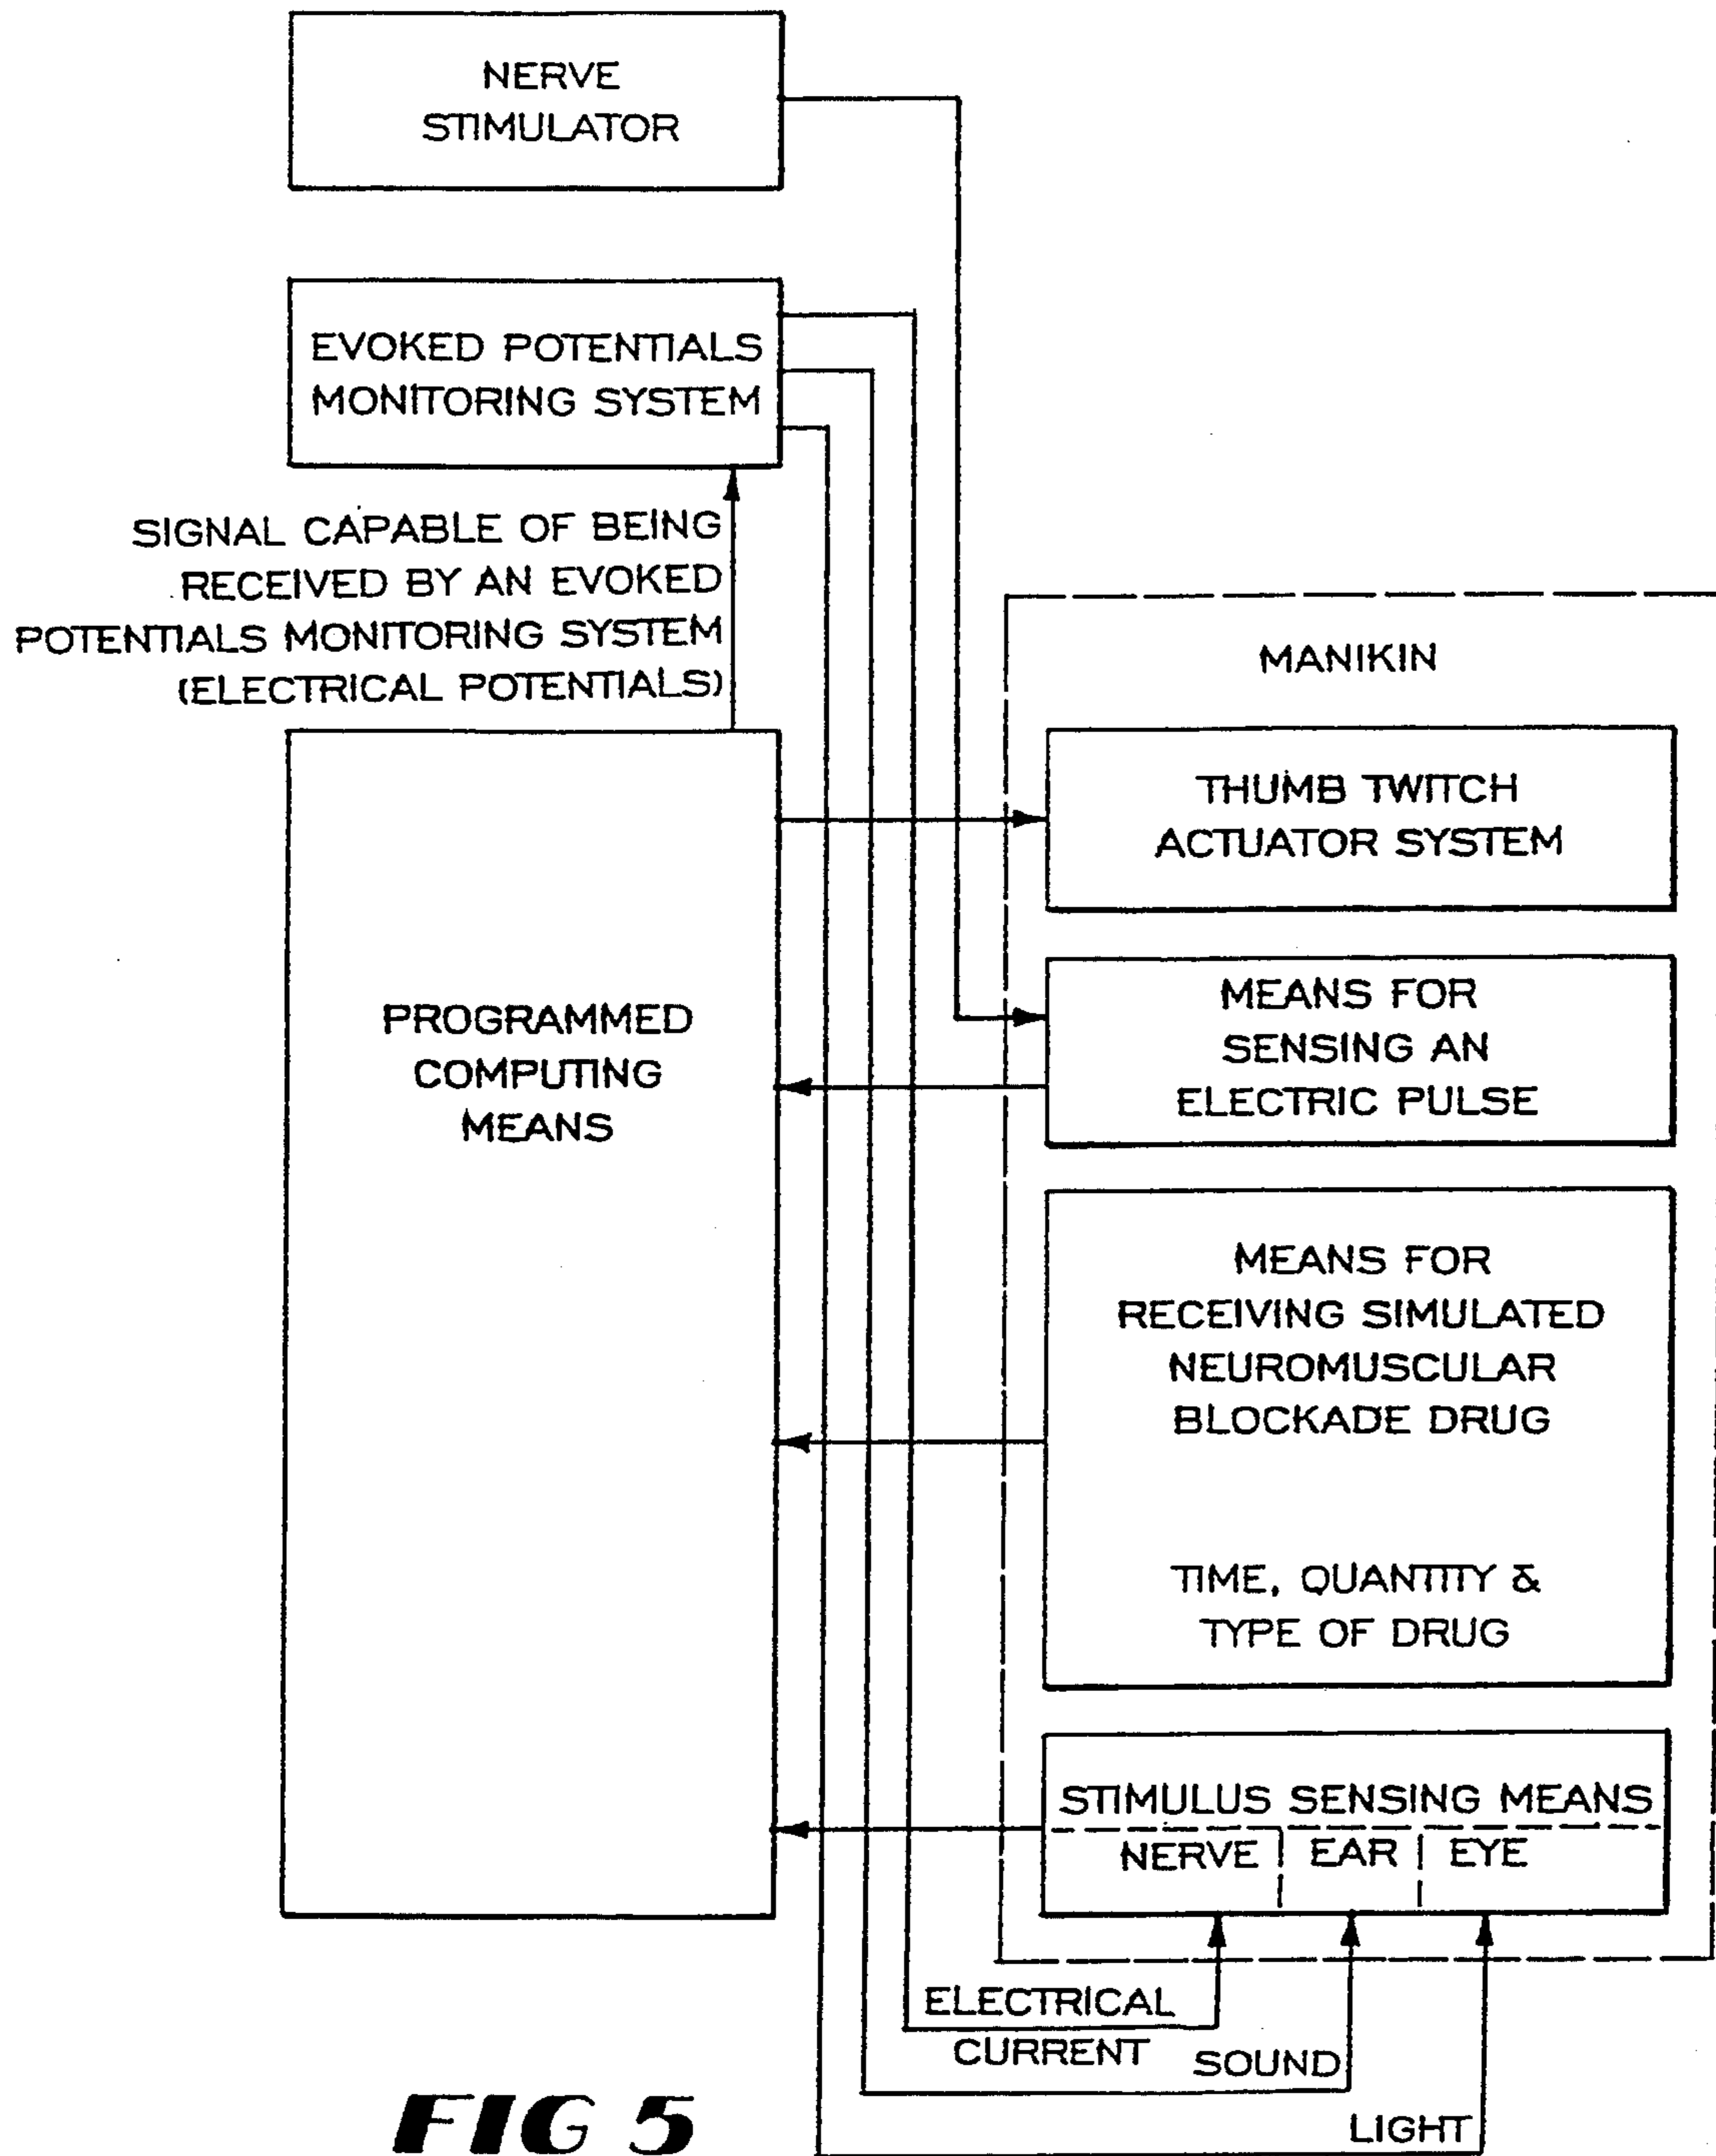 NERVE
STIMULATOR
EVOKED POTENTIALS
MONITORING SYSTEM
SIGNAL CAPABLE OF BEING
RECEIVED BY AN EVOKED
POTENTIALS MONITORING SYSTEM
(ELECTRICAL POTENTIALS)
MANIKIN
THUMB TWITCH
ACTUATOR SYSTEM
PROGRAMMED
COMPUTING
MEANS
MEANS FOR
SENSING AN
ELECTRIC PULSE
MEANS FOR
RECEIVING SIMULATED
NEUROMUSCULAR
BLOCKADE DRUG
TIME, QUANTITY &
TYPE OF DRUG
STIMULUS SENSING MEANS
NERVE EAR EYE
ELECTRICAL
CURRENT
SOUND
LIGHT
FIG 5